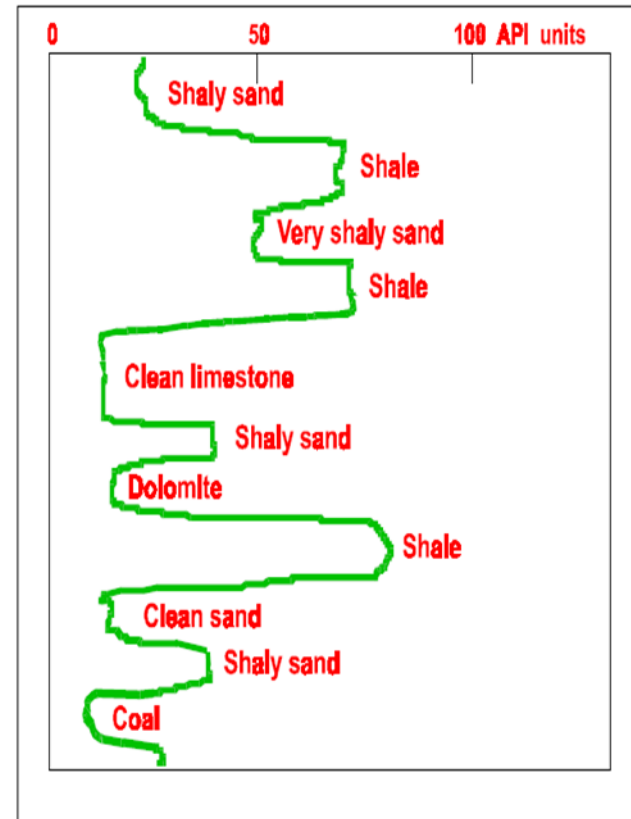 0 50 100 API units
Shaly sand
Shale
Very shaly sand
Shale
Clean limestone
Shaly sand
Dolomite
Shale
Clean sand
Shaly sand
Coal